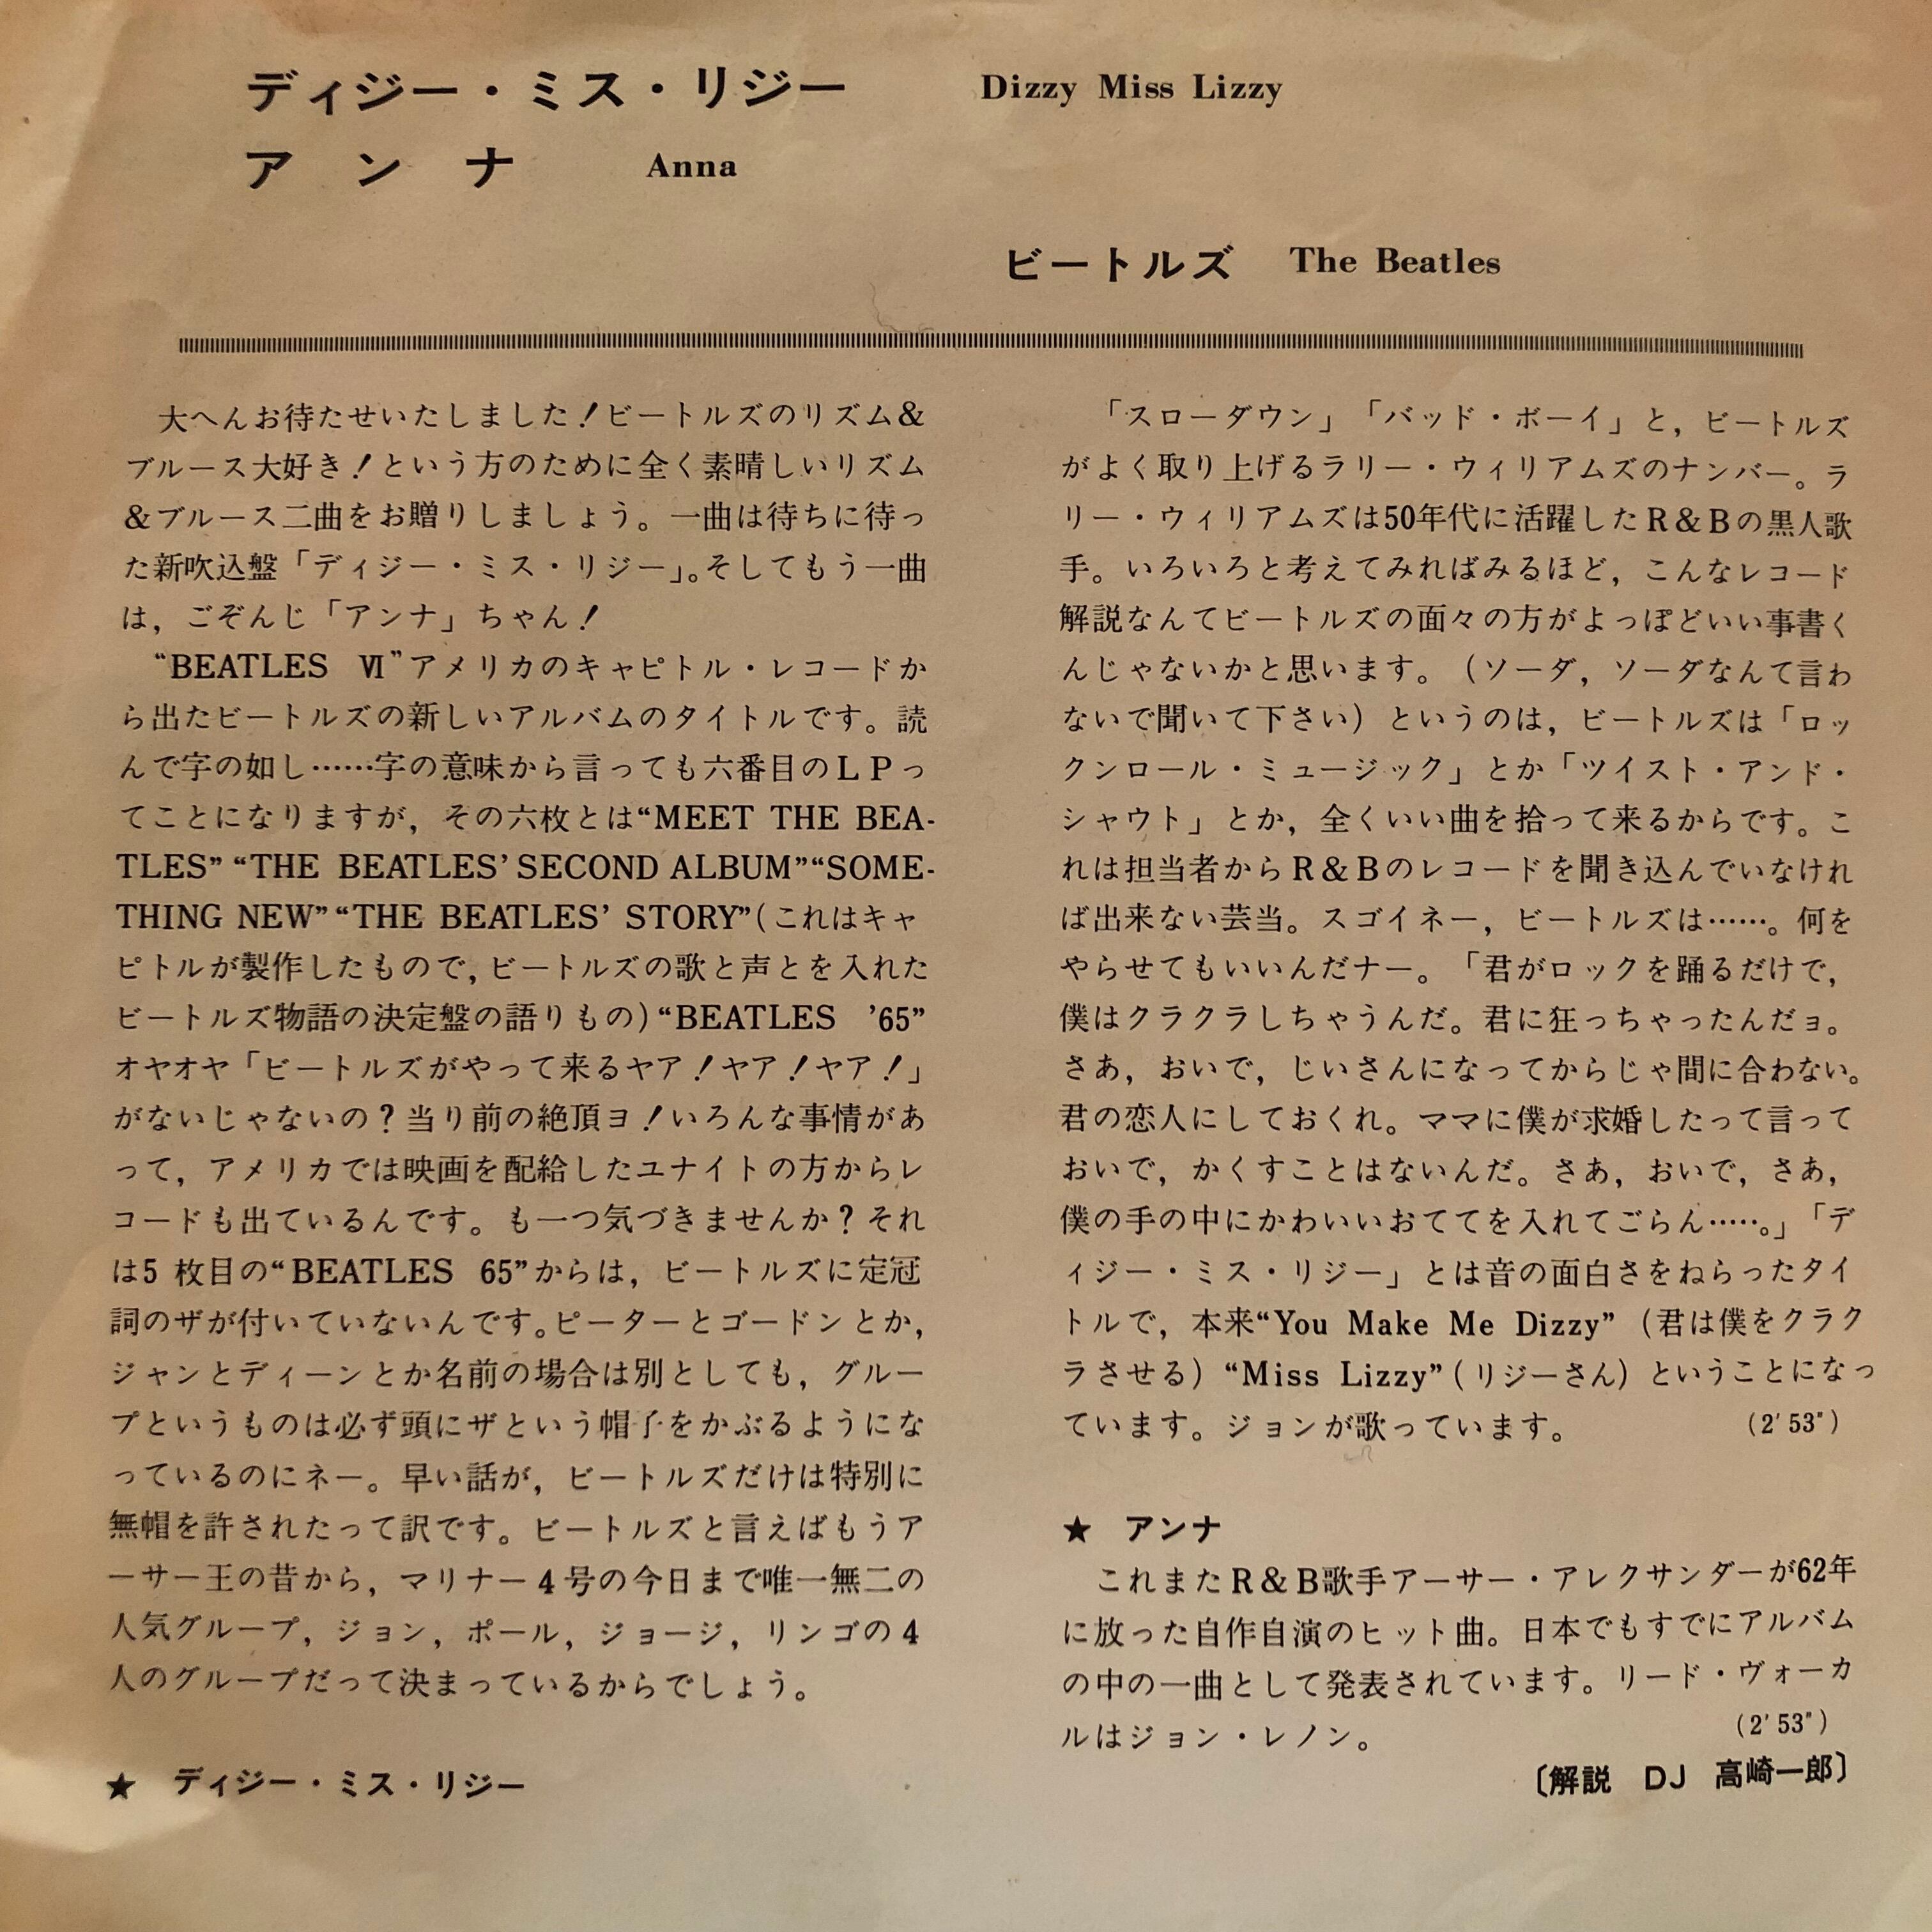 ディジー・ミス・リジー Dizzy Miss Lizzy
アンナ Anna
ビートルズ The Beatles
大へんお待たせいたしました！ビートルズのリズム&
ブルース大好き！という方のために全く素晴しいリズム
&ブルース二曲をお贈りしましょう。一曲は待ちに待っ
た新吹込盤「ディジー・ミス・リジー」。そしてもう一曲
は，ごぞんじ「アンナ」ちゃん！
“BEATLES Ⅵ”アメリカのキャピトル・レコードか
ら出たビートルズの新しいアルバムのタイトルです。読
んで字の如し……字の意味から言っても六番目のＬＰっ
てことになりますが，その六枚とは“MEET THE BEA-
TLES” “THE BEATLES’ SECOND ALBUM” “SOME-
THING NEW” “THE BEATLES’ STORY”(これはキャ
ピトルが製作したもので，ビートルズの歌と声とを入れた
ビートルズ物語の決定盤の語りもの) “BEATLES ’65”
オヤオヤ「ビートルズがやって来るヤア！ヤア！ヤア！」
がないじゃないの？当り前の絶頂ヨ！いろんな事情があ
って，アメリカでは映画を配給したユナイトの方からレ
コードも出ているんです。も一つ気づきませんか？それ
は5 枚目の“BEATLES 65”からは，ビートルズに定冠
詞のザが付いていないんです。ピーターとゴードンとか，
ジャンとディーンとか名前の場合は別としても，グルー
プというものは必ず頭にザという帽子をかぶるようにな
っているのにネー。早い話が，ビートルズだけは特別に
無帽を許されたって訳です。ビートルズと言えばもうア
ーサー王の昔から，マリナー４号の今日まで唯一無二の
人気グループ，ジョン，ポール，ジョージ，リンゴの４
人のグループだって決まっているからでしょう。
★ ディジー・ミス・リジー
「スローダウン」「バッド・ボーイ」と，ビートルズ
がよく取り上げるラリー・ウィリアムズのナンバー。ラ
リー・ウィリアムズは50年代に活躍したＲ＆Ｂの黒人歌
手。いろいろと考えてみればみるほど，こんなレコード
解説なんてビートルズの面々の方がよっぽどいい事書く
んじゃないかと思います。（ソーダ，ソーダなんて言わ
ないで聞いて下さい）というのは，ビートルズは「ロッ
クンロール・ミュージック」とか「ツイスト・アンド・
シャウト」とか，全くいい曲を拾って来るからです。こ
れは担当者からＲ＆Ｂのレコードを聞き込んでいなけれ
ば出来ない芸当。スゴイネー，ビートルズは……。何を
やらせてもいいんだナー。「君がロックを踊るだけで，
僕はクラクラしちゃうんだ。君に狂っちゃったんだョ。
さあ，おいで，じいさんになってからじゃ間に合わない。
君の恋人にしておくれ。ママに僕が求婚したって言って
おいで，かくすことはないんだ。さあ，おいで，さあ，
僕の手の中にかわいいおててを入れてごらん……。」「デ
ィジー・ミス・リジー」とは音の面白さをねらったタイ
トルで，本来“You Make Me Dizzy”（君は僕をクラク
ラさせる）“Miss Lizzy”(リジーさん）ということになっ
ています。ジョンが歌っています。 （2′53″）
★ アンナ
これまたＲ＆Ｂ歌手アーサー・アレクサンダーが62年
に放った自作自演のヒット曲。日本でもすでにアルバム
の中の一曲として発表されています。リード・ヴォーカ
ルはジョン・レノン。 （2′53″）
〔解説 DJ 高崎一郎〕